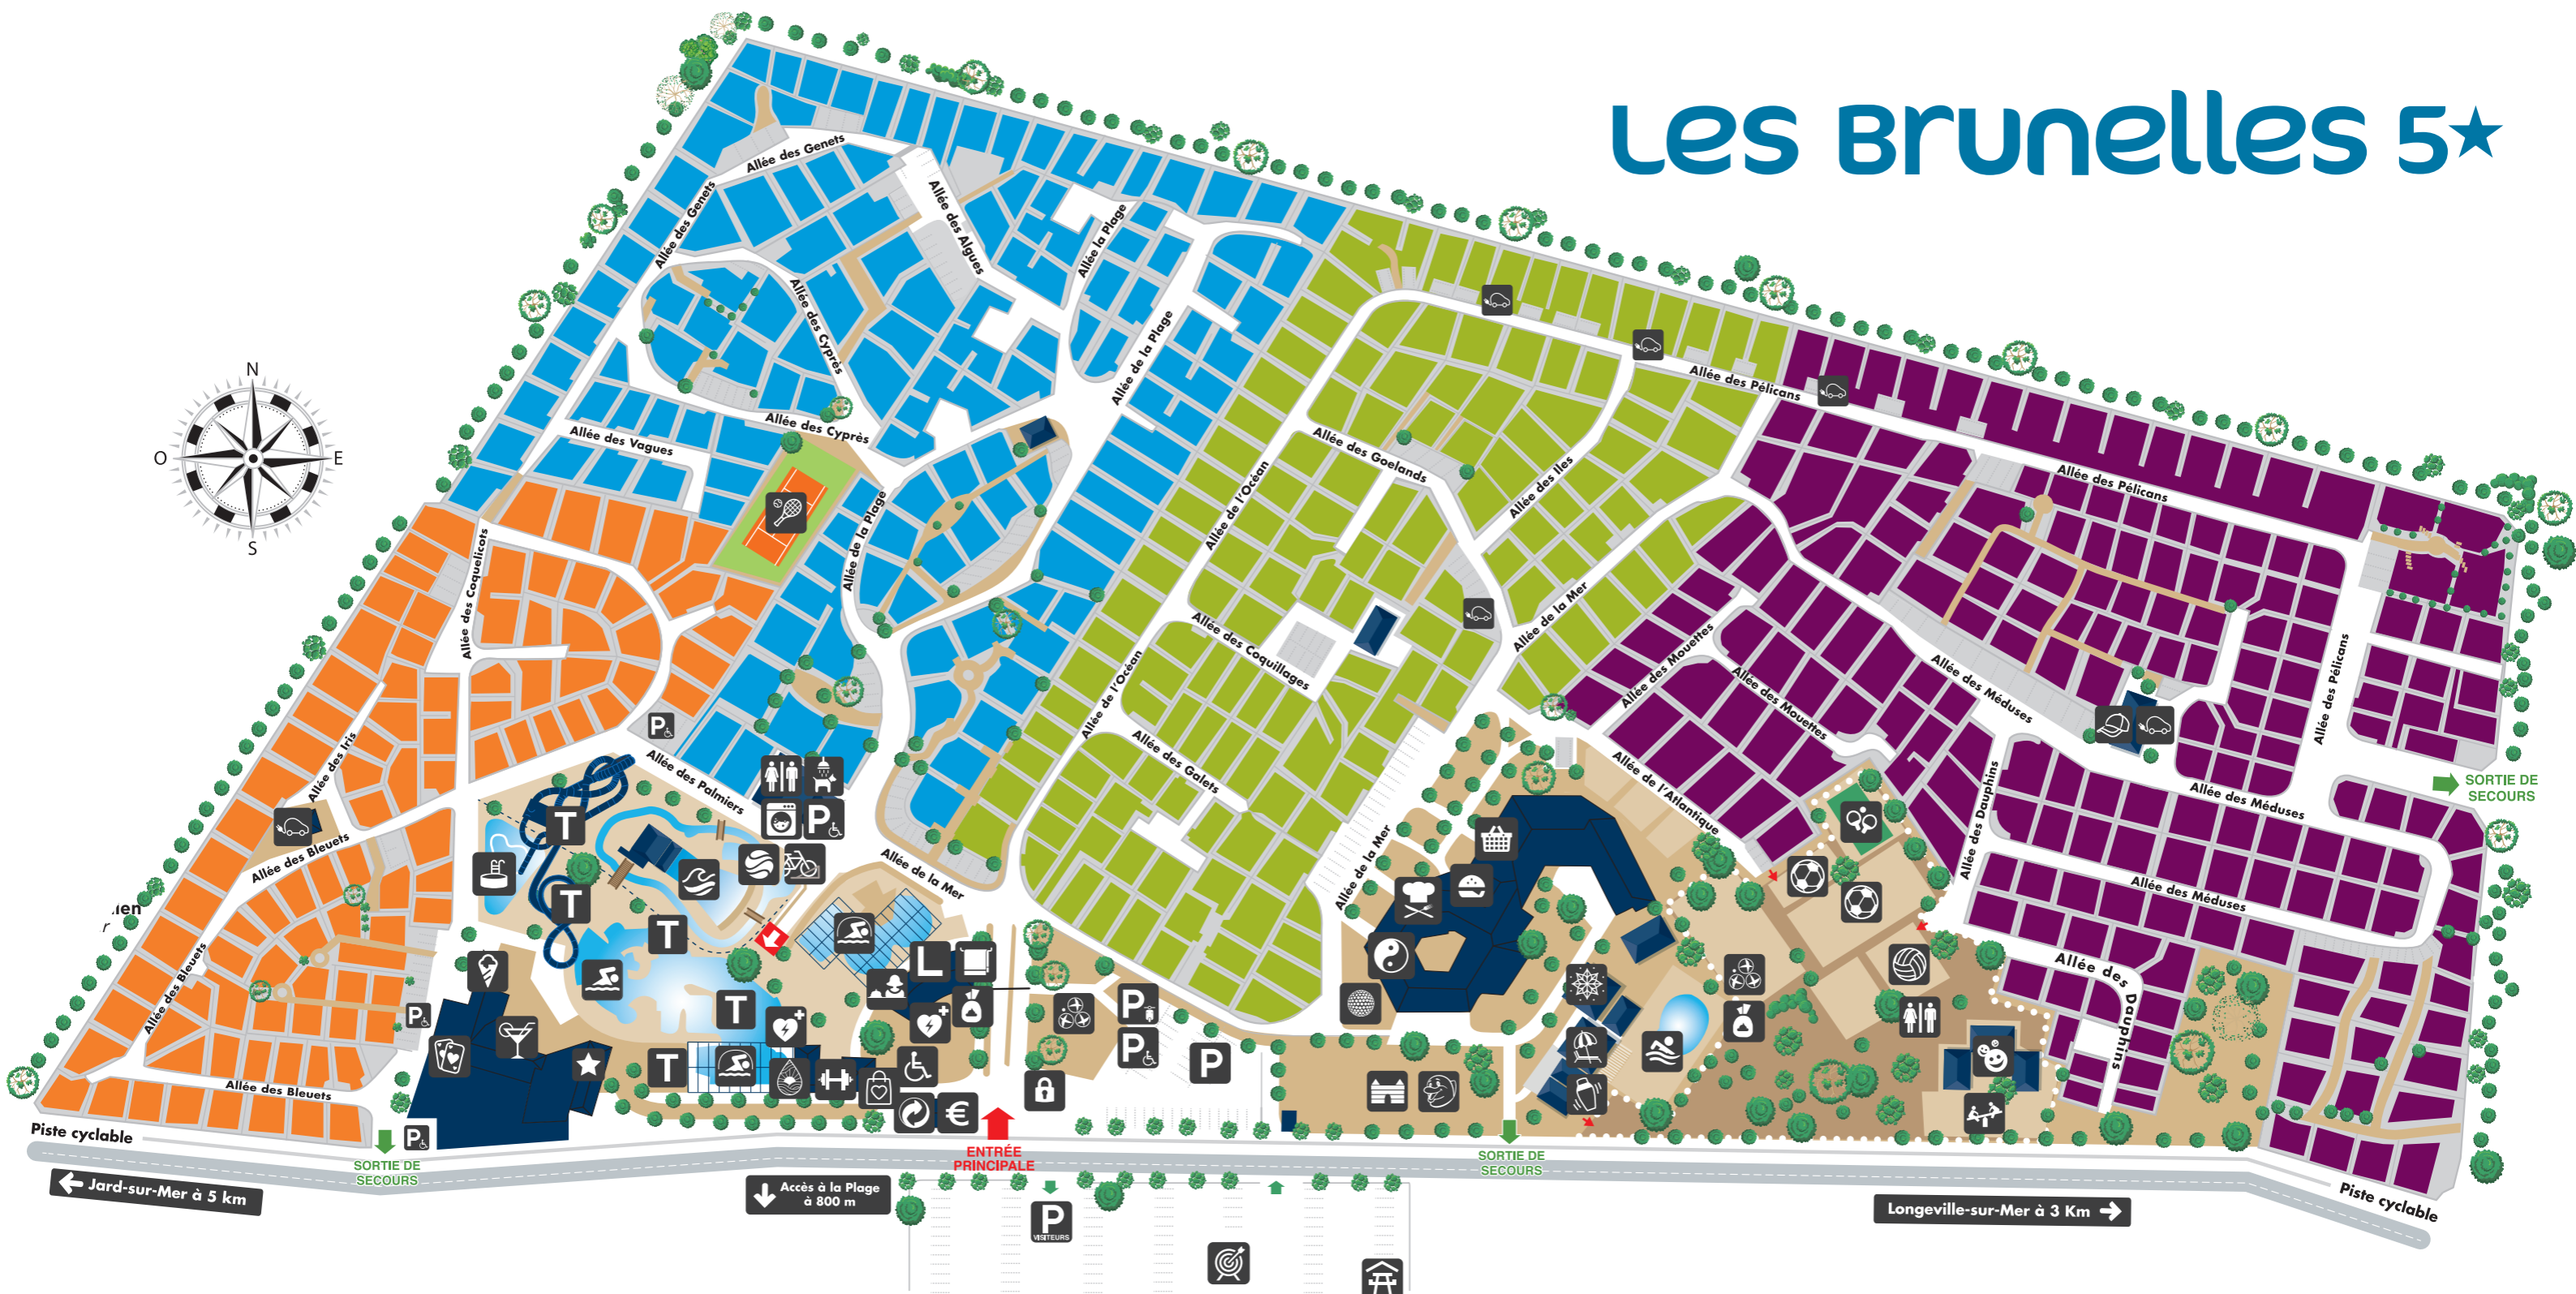 Les Brunelles 5★
Allée des Genets
Allée des Genets
Allée des Algues
Allée la Plage
Allée des Cyprès
Allée de la Plage
Allée des Cyprès
Allée des Vagues
Allée de la Plage
N
O
E
S
Allée des Pélicans
Allée des Goelands
Allée de l'Océan
Allée des Iles
Allée des Pélicans
Allée des Coquelicots
Allée de la Mer
Allée des Coquillages
Allée des Mouettes
Allée des Mouettes
Allée des Méduses
Allée des Pélicans
Allée de l'Océan
P
Allée des Iris
Allée des Palmiers
Allée des Galets
Allée de l'Atlantique
Allée des Dauphins
Allée des Méduses
SORTIE DE
SECOURS
P
T
Allée des Bleuets
Allée de la Mer
Allée de la Mer
Allée des Méduses
T
T
L
Allée des Bleuets
Allée des Dauphins
T
P
P
P
P
T
€
Allée des Bleuets
Piste cyclable
P
SORTIE DE
SECOURS
ENTRÉE
PRINCIPALE
SORTIE DE
SECOURS
Jard-sur-Mer à 5 km
Accès à la Plage
à 800 m
P
VISITEURS
Longeville-sur-Mer à 3 Km
Piste cyclable